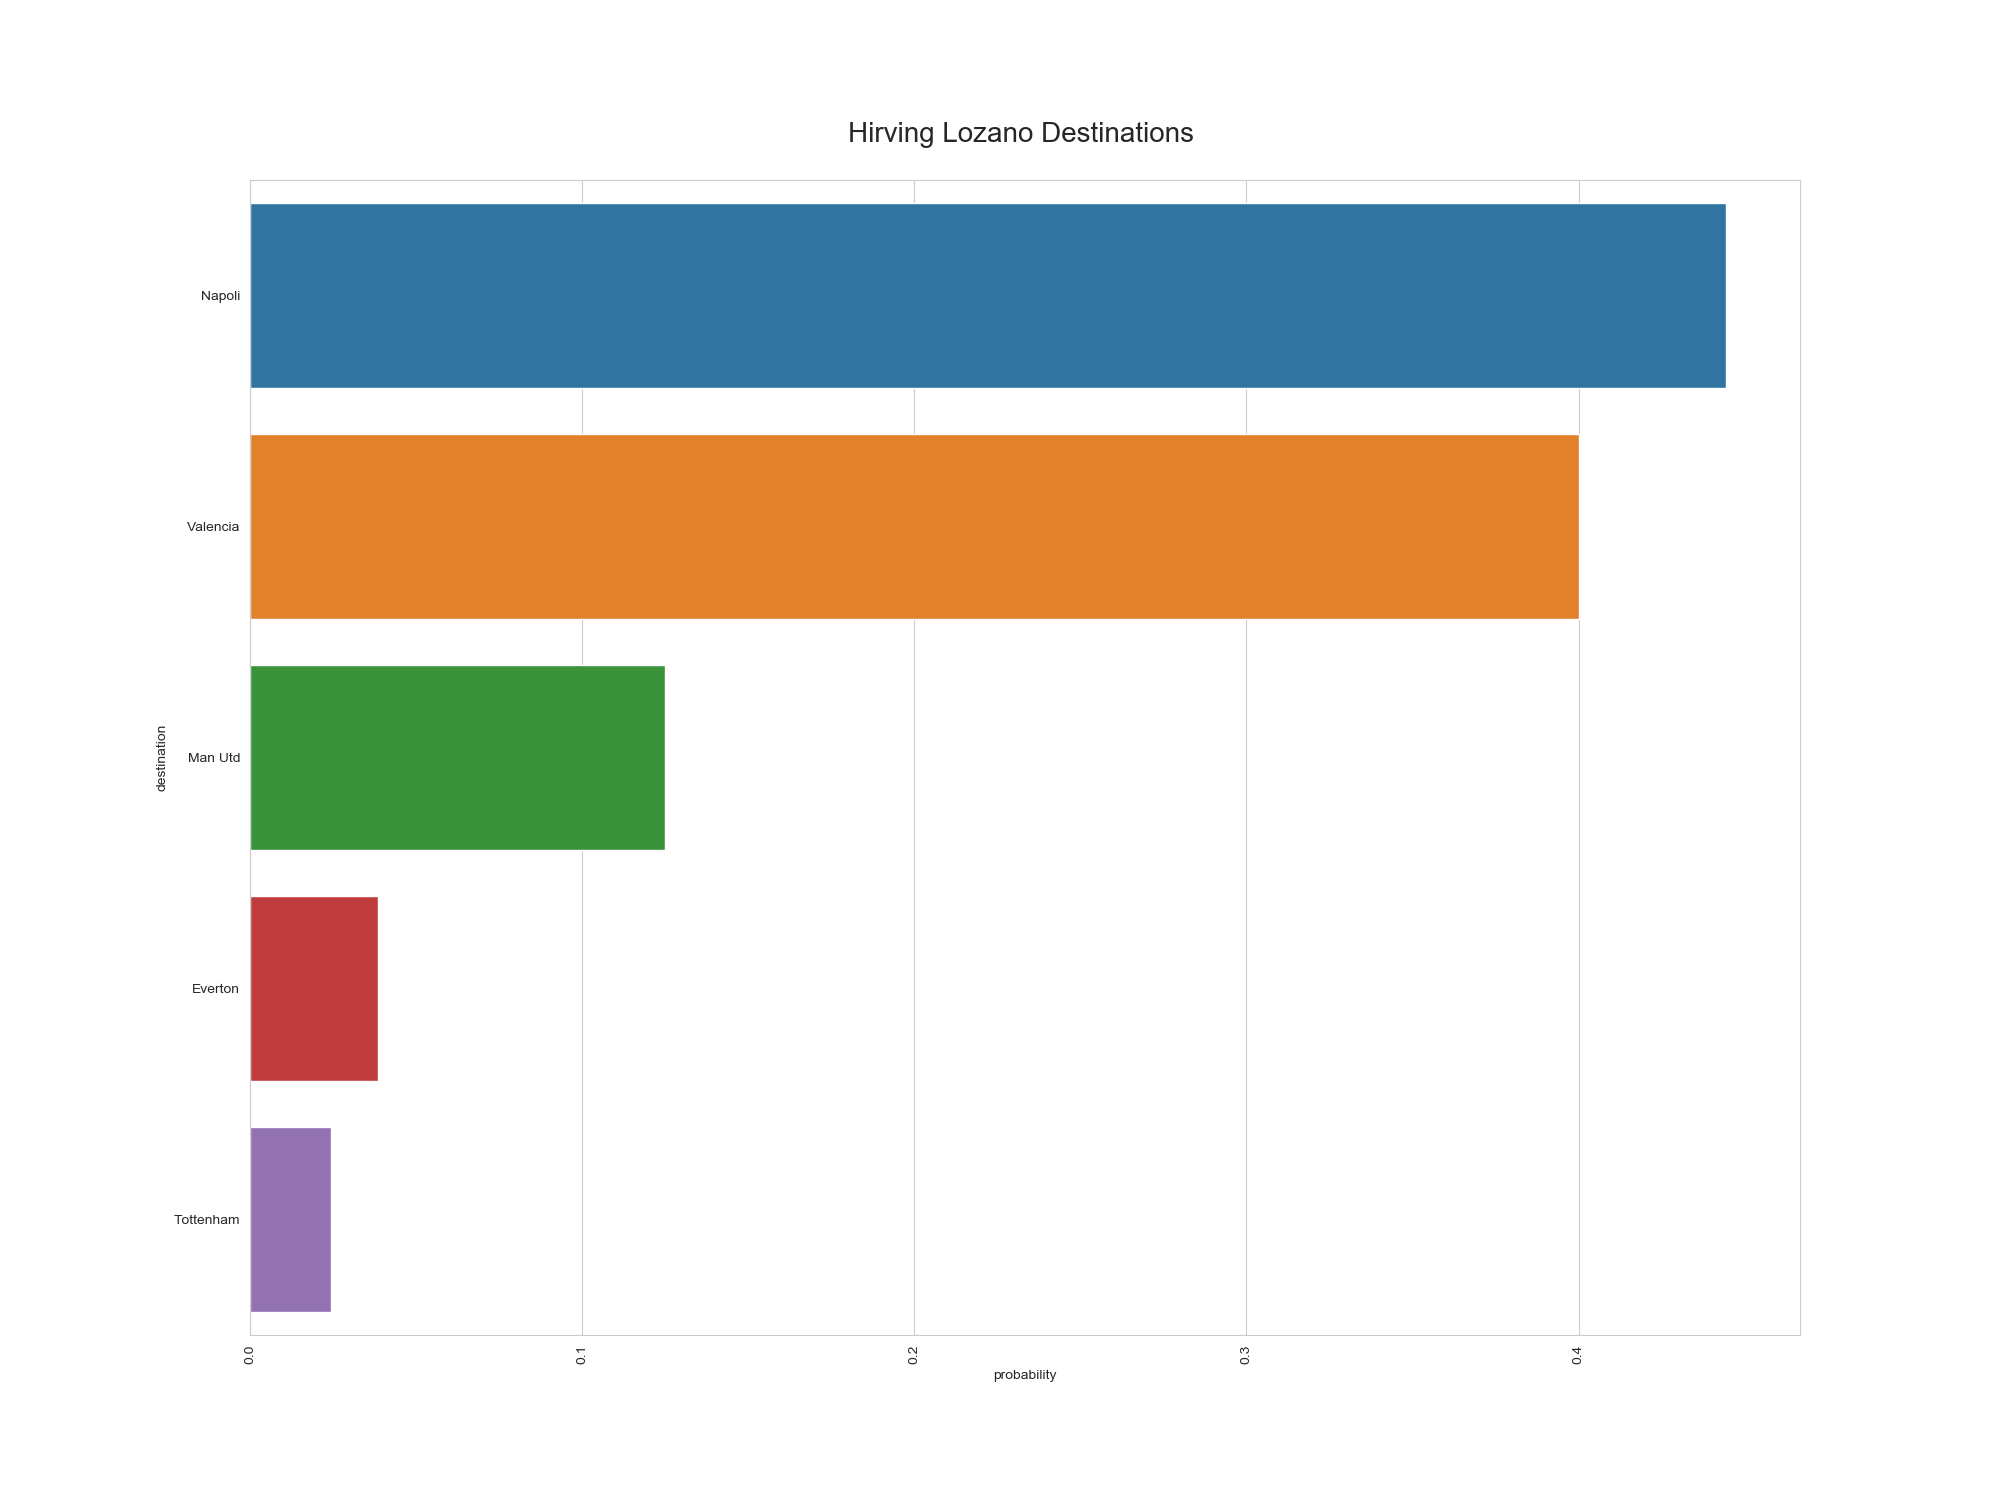 Hirving Lozano Destinations
Napoli
Valencia
Man Utd
Everton
Tottenham
destination
0.0
0.1
0.2
0.3
0.4
probability